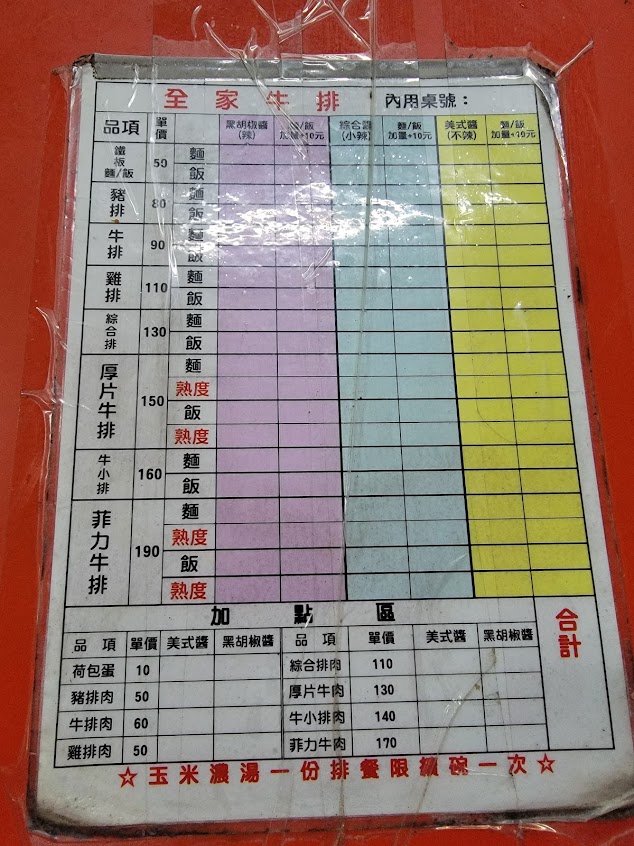 全家牛排 內用桌號：
品項 單價 黑胡椒醬(辣) 麵/飯加量+10元 綜合醬(小辣) 麵/飯加量+10元 美式醬(不辣) 麵/飯加量+10元
鐵板麵/飯 50 麵
飯
豬排 80 麵
飯
牛排 90 麵
飯
雞排 110 麵
飯
綜合排 130 麵
飯
厚片牛排 150 麵
熟度
飯
熟度
牛小排 160 麵
飯
菲力牛排 190 麵
熟度
飯
熟度
加點區 合計
品項 單價 美式醬 黑胡椒醬 品項 單價 美式醬 黑胡椒醬
荷包蛋 10 綜合排肉 110
豬排肉 50 厚片牛肉 130
牛排肉 60 牛小排肉 140
雞排肉 50 菲力牛肉 170
☆玉米濃湯一份排餐限續碗一次☆